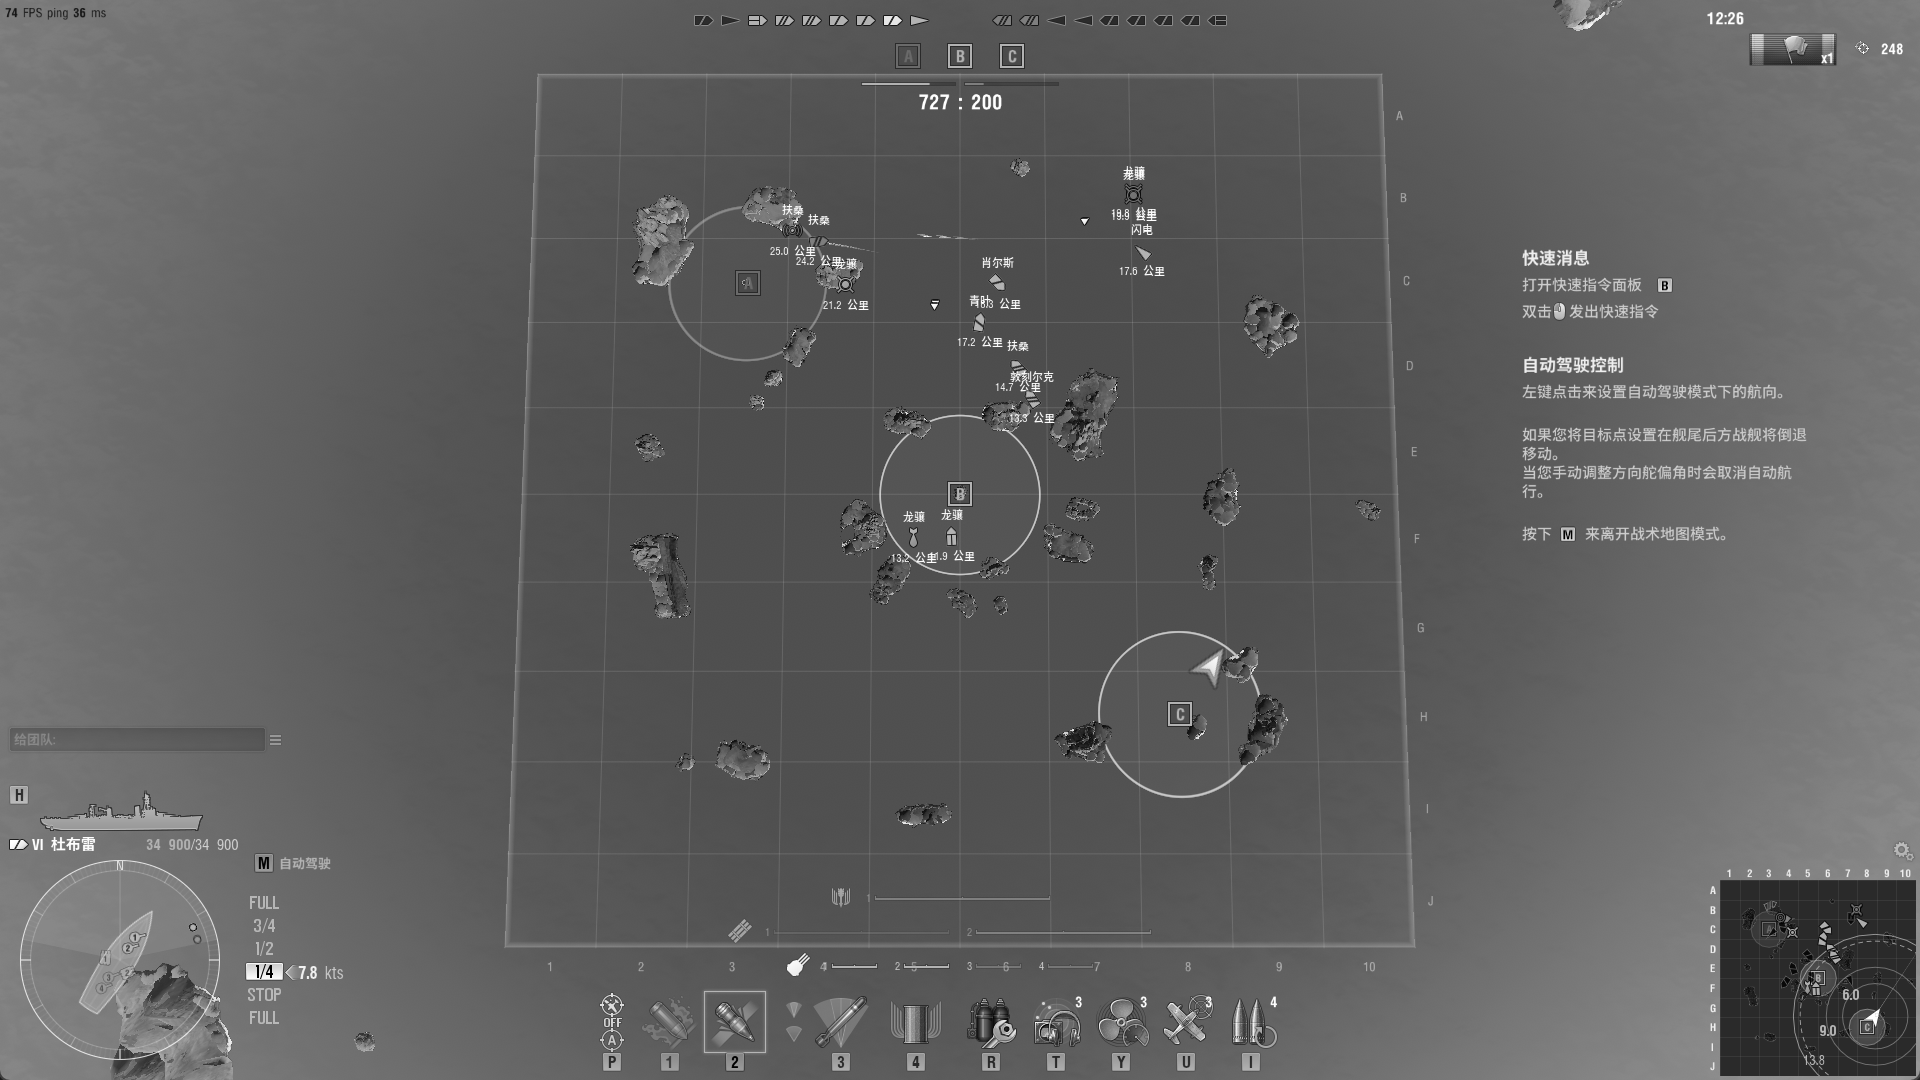 74 FPS ping 36 ms
12:26
x1
248
A
B
C
727 : 200
A
B
C
D
E
F
G
H
I
J
龙骧
公里
闪电
17.6 公里
扶桑
扶桑
25.0 公里
24.2 公里
龙骧
21.2 公里
A
肖尔斯
公里
青叶
17.2 公里
扶桑
14.7 公里
敦刻尔克
13.3 公里
B
龙骧
龙骧
13.2 公里
.9 公里
C
快速消息
打开快速指令面板 B
双击 发出快速指令
自动驾驶控制
左键点击来设置自动驾驶模式下的航向。
如果您将目标点设置在舰尾后方战舰将倒退
移动。
当您手动调整方向舵偏角时会取消自动航
行。
按下 M 来离开战术地图模式。
给团队:
H
VI 杜布雷
34 900/34 900
M 自动驾驶
N
FULL
3/4
1/2
1/4 7.8 kts
STOP
FULL
1
1
2
1 2 3 4 5 6 7 8 9 10
2
3
4
OFF
A
3
3
3
4
P
1
2
3
4
R
T
Y
U
I
1 2 3 4 5 6 7 8 9 10
A
B
C
D
E
F
G
H
I
J
6.0
9.0
13.8
B
C